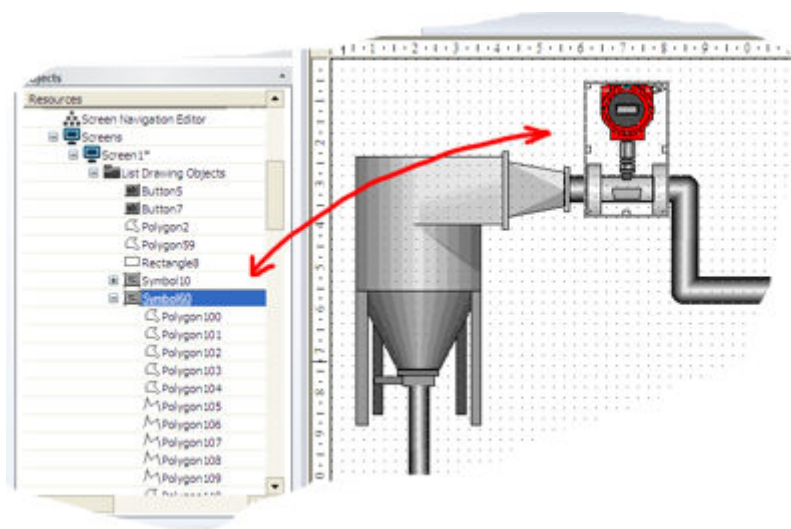 Resources
Screen Navigation Editor
Screens
Screen1*
List Drawing Objects
Button5
Button7
Polygon2
Polygon59
Rectangle8
Symbol10
Symbol60
Polygon100
Polygon101
Polygon102
Polygon103
Polygon104
Polygon105
Polygon106
Polygon107
Polygon108
Polygon109